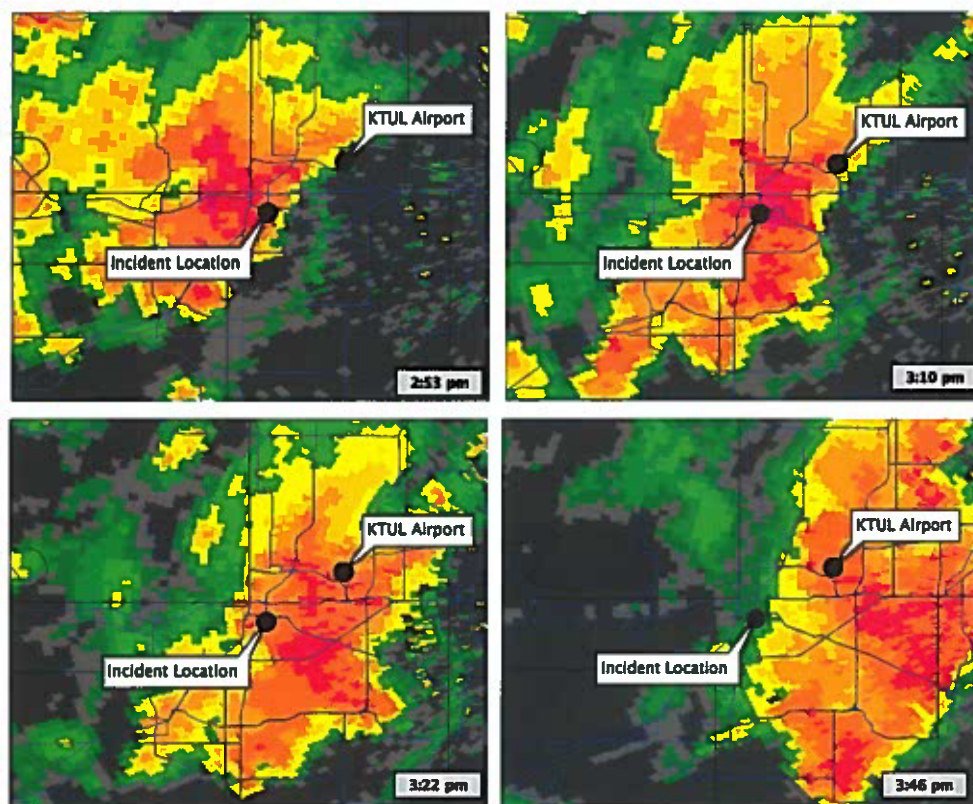 KTUL Airport
Incident Location
2:53 pm
KTUL Airport
Incident Location
3:10 pm
KTUL Airport
Incident Location
3:22 pm
KTUL Airport
Incident Location
3:46 pm